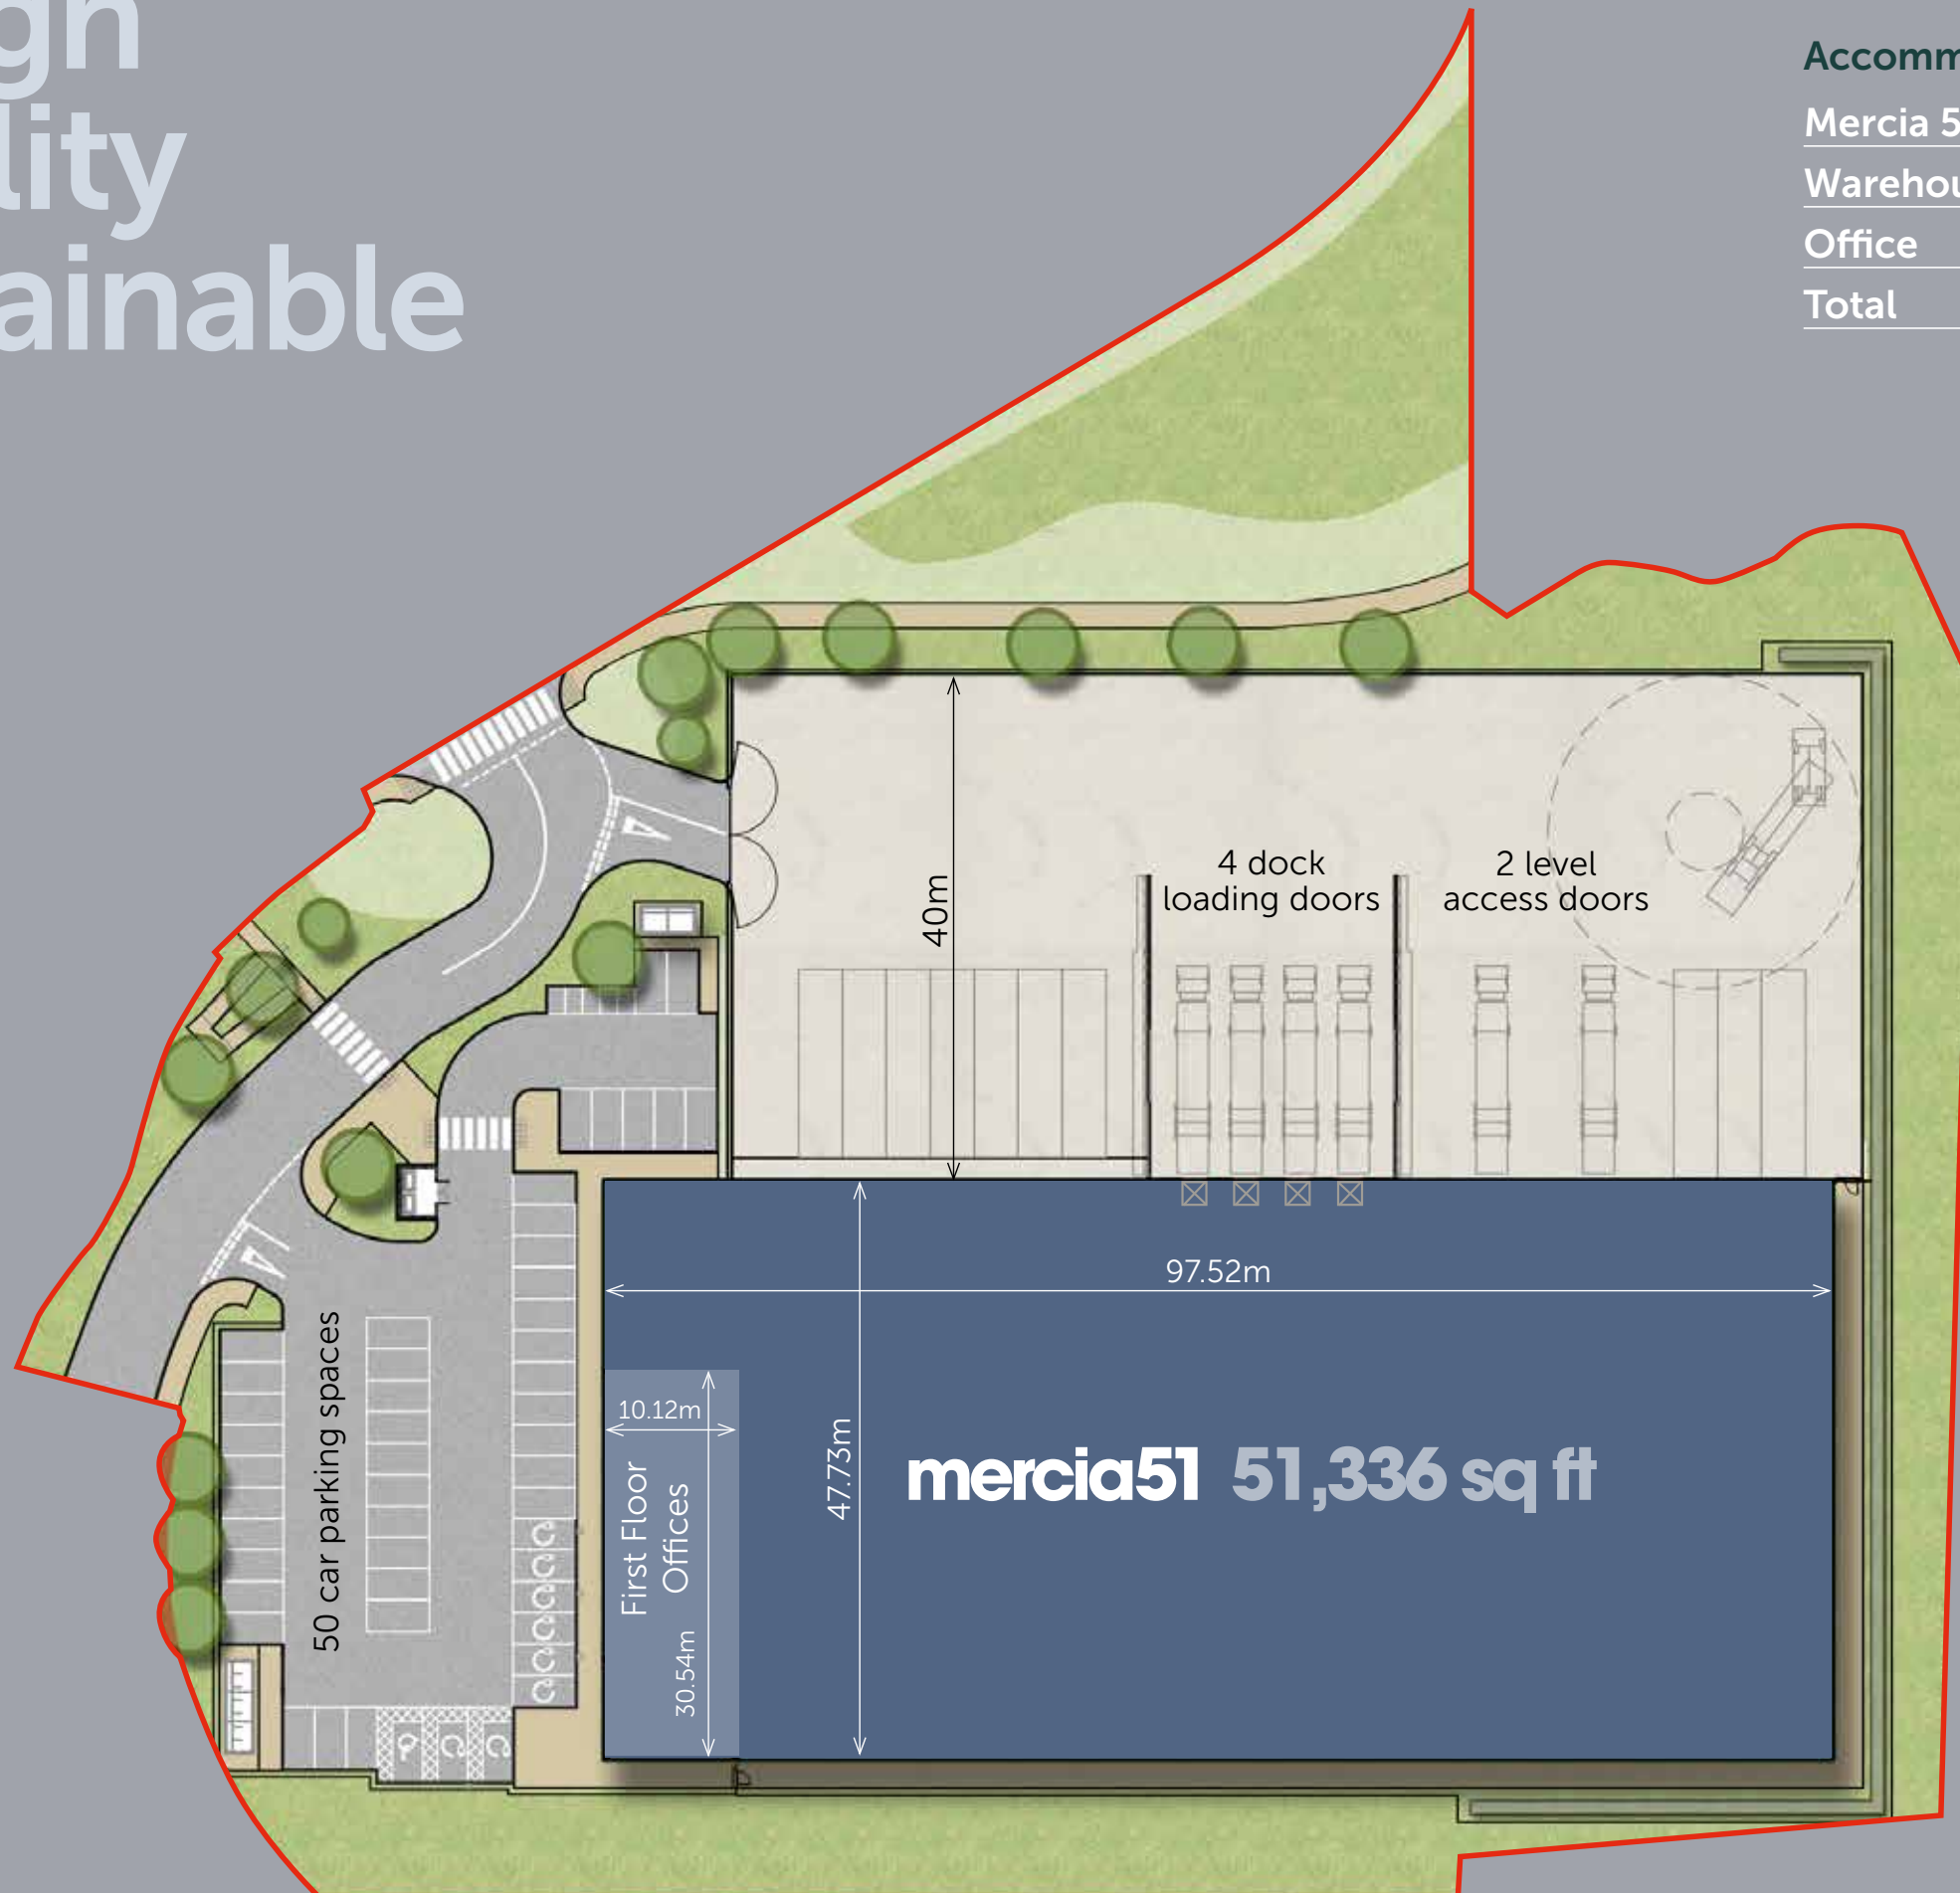 gn
lity
ainable
Accomm
Mercia 5
Warehou
Office
Total
40m
4 dock
loading doors
2 level
access doors
50 car parking spaces
97.52m
10.12m
First Floor
Offices
30.54m
47.73m
mercia51 51,336 sq ft